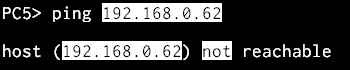 PC5> ping 192.168.0.62
host (192.168.0.62) not reachable